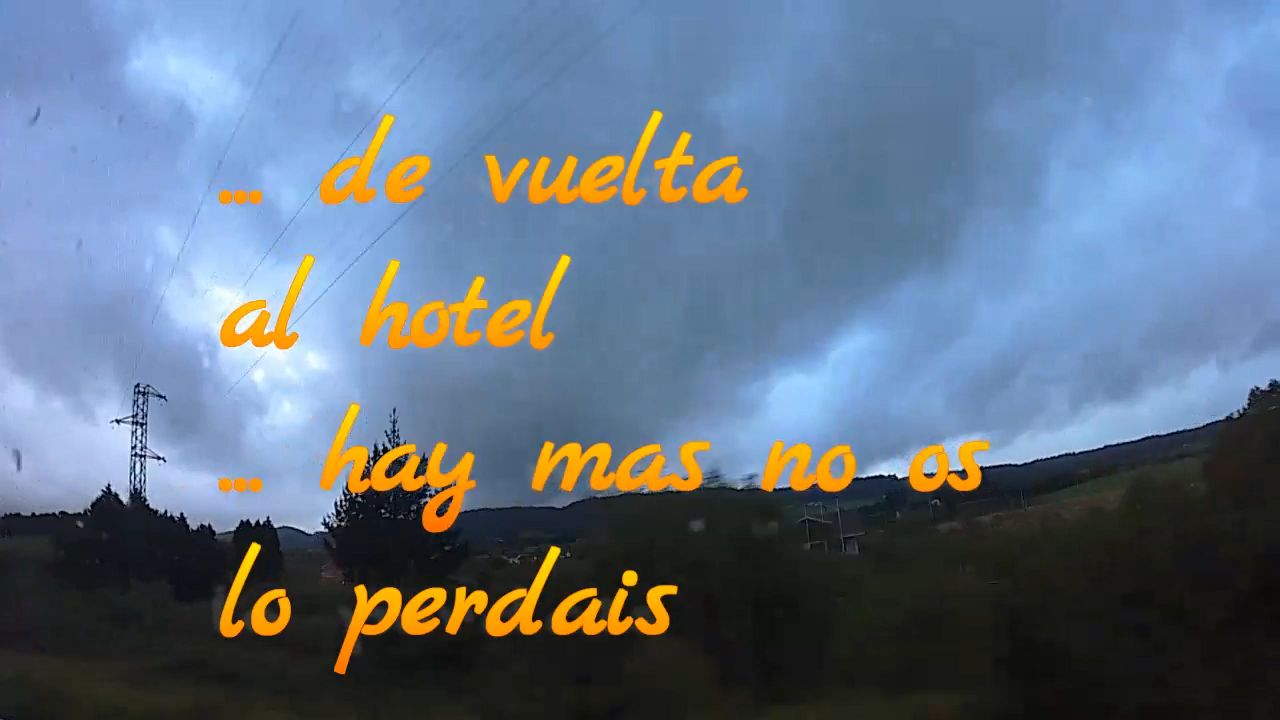 ... de vuelta
al hotel
... hay mas no os
lo perdais